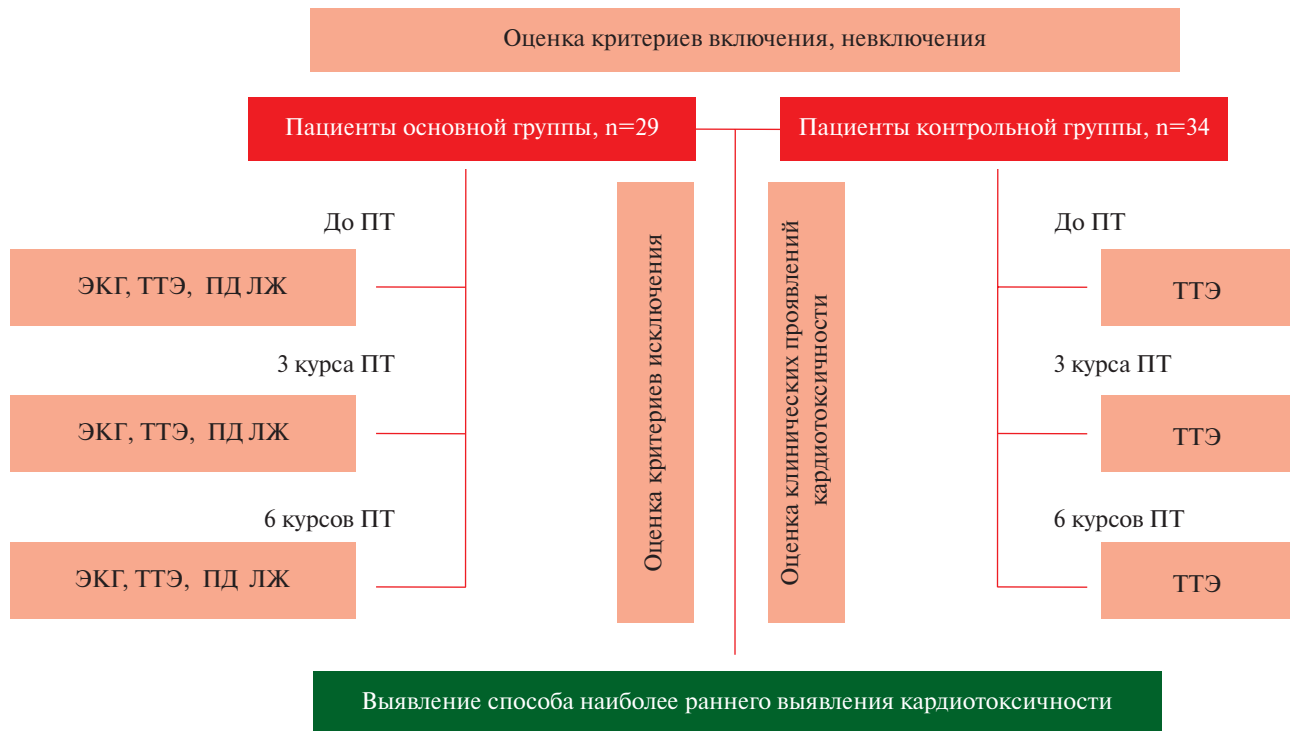 Оценка критериев включения, невключения
Пациенты основной группы, n=29
Пациенты контрольной группы, n=34
До ПТ
ЭКГ, ТТЭ, ПД ЛЖ
3 курса ПТ
ЭКГ, ТТЭ, ПД ЛЖ
6 курсов ПТ
ЭКГ, ТТЭ, ПД ЛЖ
Оценка критериев исключения
Оценка клинических проявлений
кардиотоксичности
До ПТ
ТТЭ
3 курса ПТ
ТТЭ
6 курсов ПТ
ТТЭ
Выявление способа наиболее раннего выявления кардиотоксичности